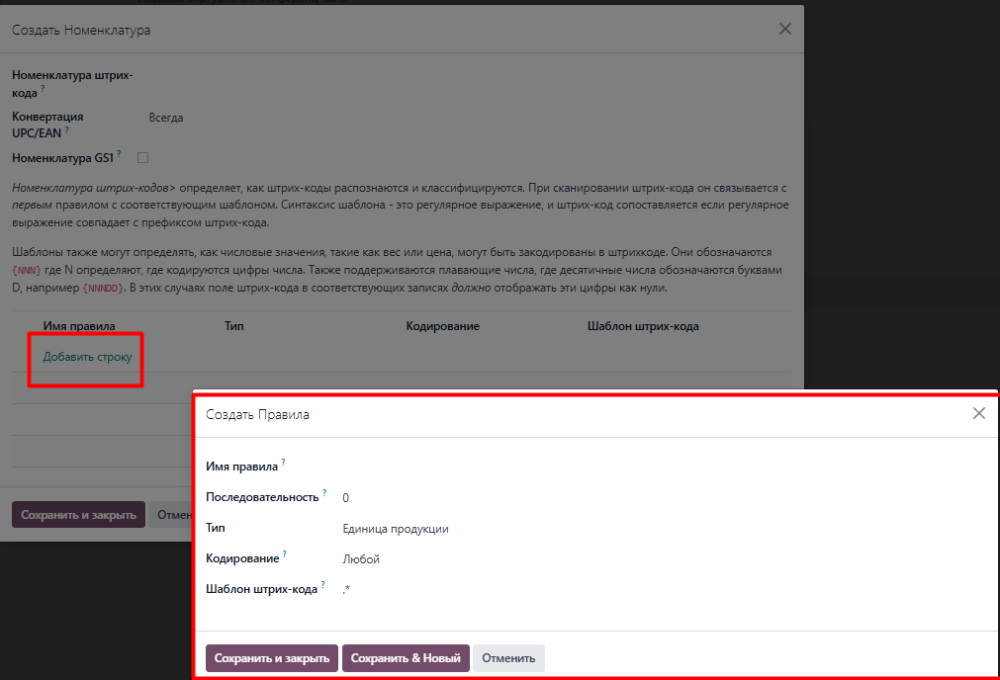 Создать Номенклатура
Номенклатура штрих-
кода ?
Конвертация
UPC/EAN ?
Всегда
Номенклатура GS1 ?
Номенклатура штрих-кодов> определяет, как штрих-коды распознаются и классифицируются. При сканировании штрих-кода он связывается с
первым правилом с соответствующим шаблоном. Синтаксис шаблона - это регулярное выражение, и штрих-код сопоставляется если регулярное
выражение совпадает с префиксом штрих-кода.
Шаблоны также могут определять, как числовые значения, такие как вес или цена, могут быть закодированы в штрихкоде. Они обозначаются
{NNN} где N определяют, где кодируются цифры числа. Также поддерживаются плавающие числа, где десятичные числа обозначаются буквами
D, например {NNNDD}. В этих случаях поле штрих-кода в соответствующих записях должно отображать эти цифры как нули.
Имя правила Тип Кодирование Шаблон штрих-кода
Добавить строку
Сохранить и закрыть Отмен
Создать Правила
Имя правила ?
Последовательность ? 0
Тип Единица продукции
Кодирование ? Любой
Шаблон штрих-кода ? .*
Сохранить и закрыть Сохранить & Новый Отменить